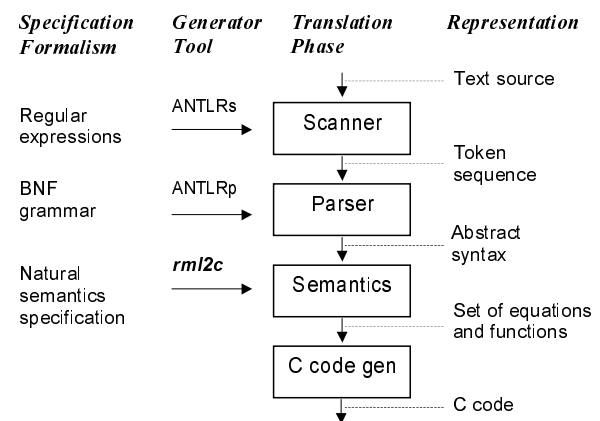 Specification Formalism
Generator Tool
Translation Phase
Representation
Text source
Regular expressions
ANTLRs
Scanner
Token sequence
BNF grammar
ANTLRp
Parser
Abstract syntax
Natural semantics specification
rml2c
Semantics
Set of equations and functions
C code gen
C code